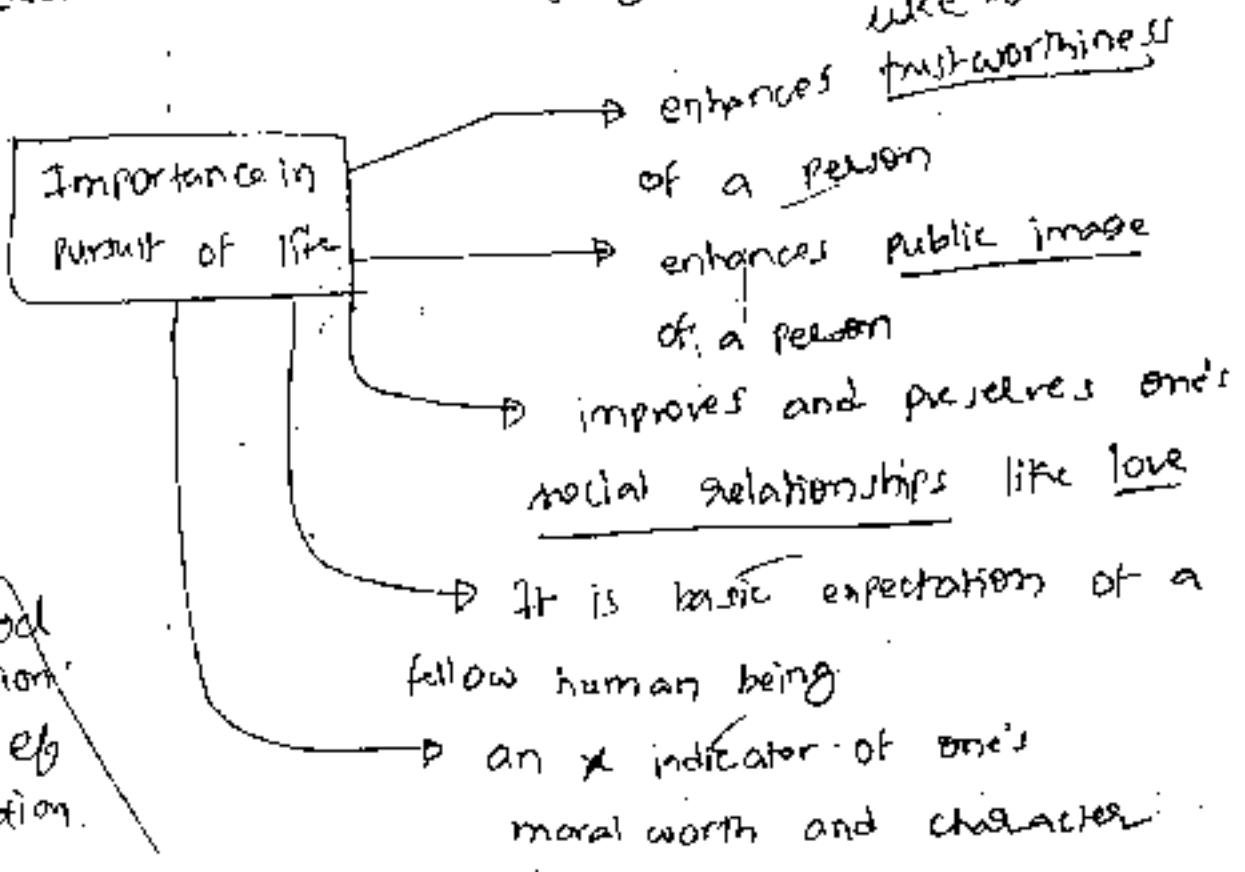 enhances trustworthiness
of a person
Importance in
pursuit of life
enhances public image
of a person
improves and preserves one's
social relationships like love
It is basic expectation of a
fellow human being
an indicator of one's
moral worth and character